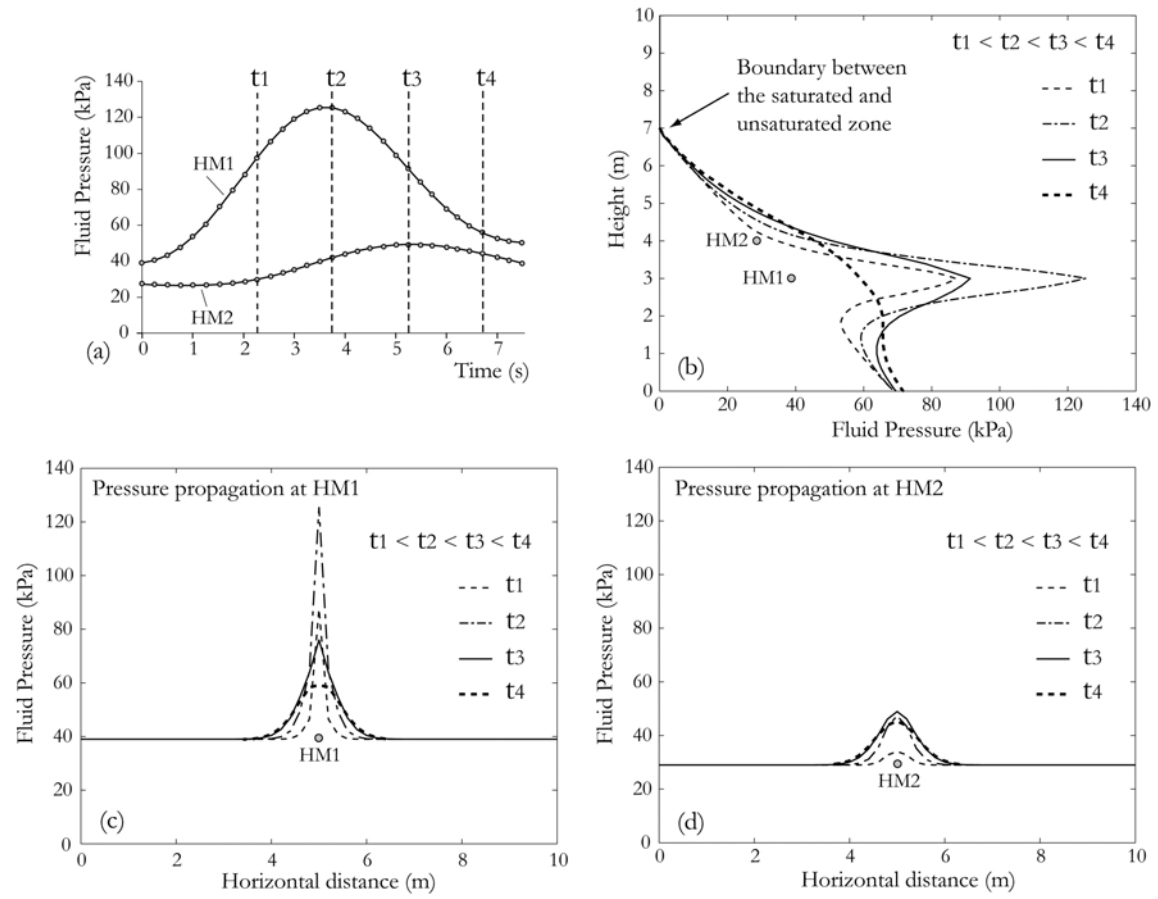 140
120
100
80
60
40
20
0
Fluid Pressure (kPa)
t1
t2
t3
t4
HM1
HM2
0
1
2
3
4
5
6
7
Time (s)
(a)
10
9
8
7
6
5
4
3
2
1
0
Height (m)
t1 < t2 < t3 < t4
Boundary between
the saturated and
unsaturated zone
t1
t2
t3
t4
HM2
HM1
(b)
0
20
40
60
80
100
120
140
Fluid Pressure (kPa)
140
120
100
80
60
40
20
0
Fluid Pressure (kPa)
Pressure propagation at HM1
t1 < t2 < t3 < t4
t1
t2
t3
t4
HM1
(c)
0
2
4
6
8
10
Horizontal distance (m)
140
120
100
80
60
40
20
0
Fluid Pressure (kPa)
Pressure propagation at HM2
t1 < t2 < t3 < t4
t1
t2
t3
t4
HM2
(d)
0
2
4
6
8
10
Horizontal distance (m)